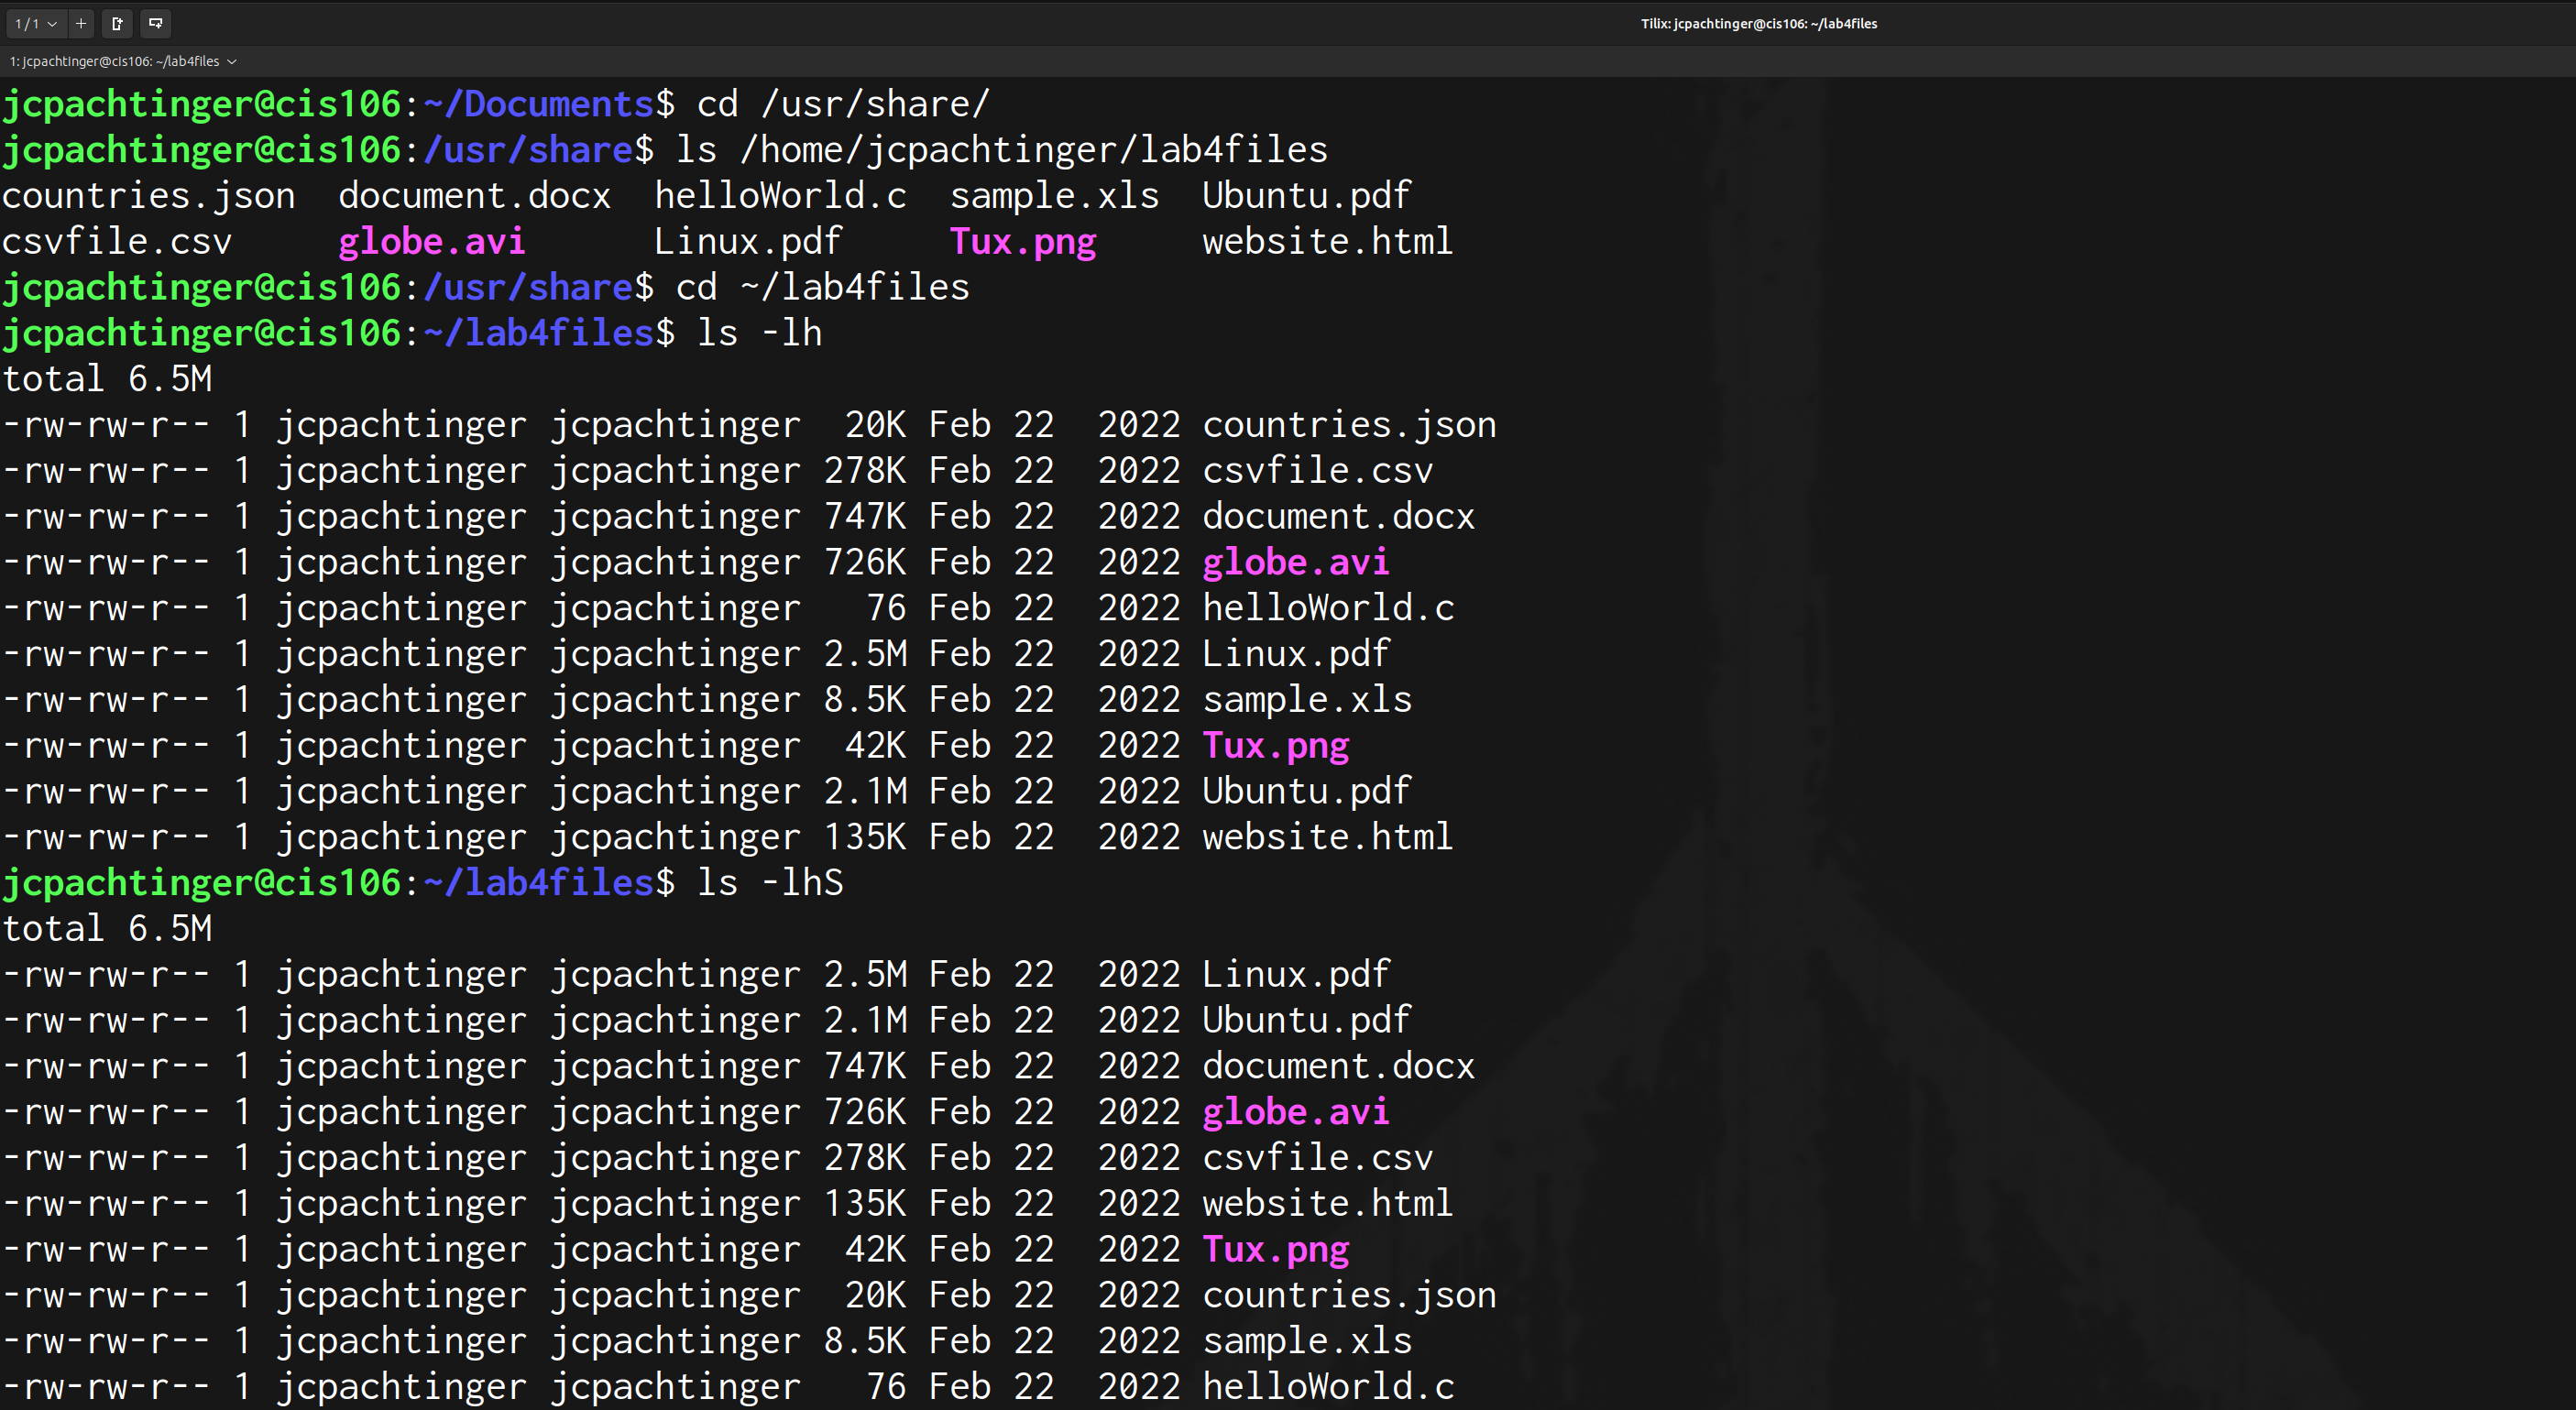 1 / 1
Tilix: jcpachtinger@cis106: ~/lab4files
1: jcpachtinger@cis106: ~/lab4files
jcpachtinger@cis106:~/Documents$ cd /usr/share/
jcpachtinger@cis106:/usr/share$ ls /home/jcpachtinger/lab4files
countries.json  document.docx  helloWorld.c  sample.xls  Ubuntu.pdf
csvfile.csv     globe.avi      Linux.pdf     Tux.png     website.html
jcpachtinger@cis106:/usr/share$ cd ~/lab4files
jcpachtinger@cis106:~/lab4files$ ls -lh
total 6.5M
-rw-rw-r-- 1 jcpachtinger jcpachtinger  20K Feb 22  2022 countries.json
-rw-rw-r-- 1 jcpachtinger jcpachtinger 278K Feb 22  2022 csvfile.csv
-rw-rw-r-- 1 jcpachtinger jcpachtinger 747K Feb 22  2022 document.docx
-rw-rw-r-- 1 jcpachtinger jcpachtinger 726K Feb 22  2022 globe.avi
-rw-rw-r-- 1 jcpachtinger jcpachtinger   76 Feb 22  2022 helloWorld.c
-rw-rw-r-- 1 jcpachtinger jcpachtinger 2.5M Feb 22  2022 Linux.pdf
-rw-rw-r-- 1 jcpachtinger jcpachtinger 8.5K Feb 22  2022 sample.xls
-rw-rw-r-- 1 jcpachtinger jcpachtinger  42K Feb 22  2022 Tux.png
-rw-rw-r-- 1 jcpachtinger jcpachtinger 2.1M Feb 22  2022 Ubuntu.pdf
-rw-rw-r-- 1 jcpachtinger jcpachtinger 135K Feb 22  2022 website.html
jcpachtinger@cis106:~/lab4files$ ls -lhS
total 6.5M
-rw-rw-r-- 1 jcpachtinger jcpachtinger 2.5M Feb 22  2022 Linux.pdf
-rw-rw-r-- 1 jcpachtinger jcpachtinger 2.1M Feb 22  2022 Ubuntu.pdf
-rw-rw-r-- 1 jcpachtinger jcpachtinger 747K Feb 22  2022 document.docx
-rw-rw-r-- 1 jcpachtinger jcpachtinger 726K Feb 22  2022 globe.avi
-rw-rw-r-- 1 jcpachtinger jcpachtinger 278K Feb 22  2022 csvfile.csv
-rw-rw-r-- 1 jcpachtinger jcpachtinger 135K Feb 22  2022 website.html
-rw-rw-r-- 1 jcpachtinger jcpachtinger  42K Feb 22  2022 Tux.png
-rw-rw-r-- 1 jcpachtinger jcpachtinger  20K Feb 22  2022 countries.json
-rw-rw-r-- 1 jcpachtinger jcpachtinger 8.5K Feb 22  2022 sample.xls
-rw-rw-r-- 1 jcpachtinger jcpachtinger   76 Feb 22  2022 helloWorld.c